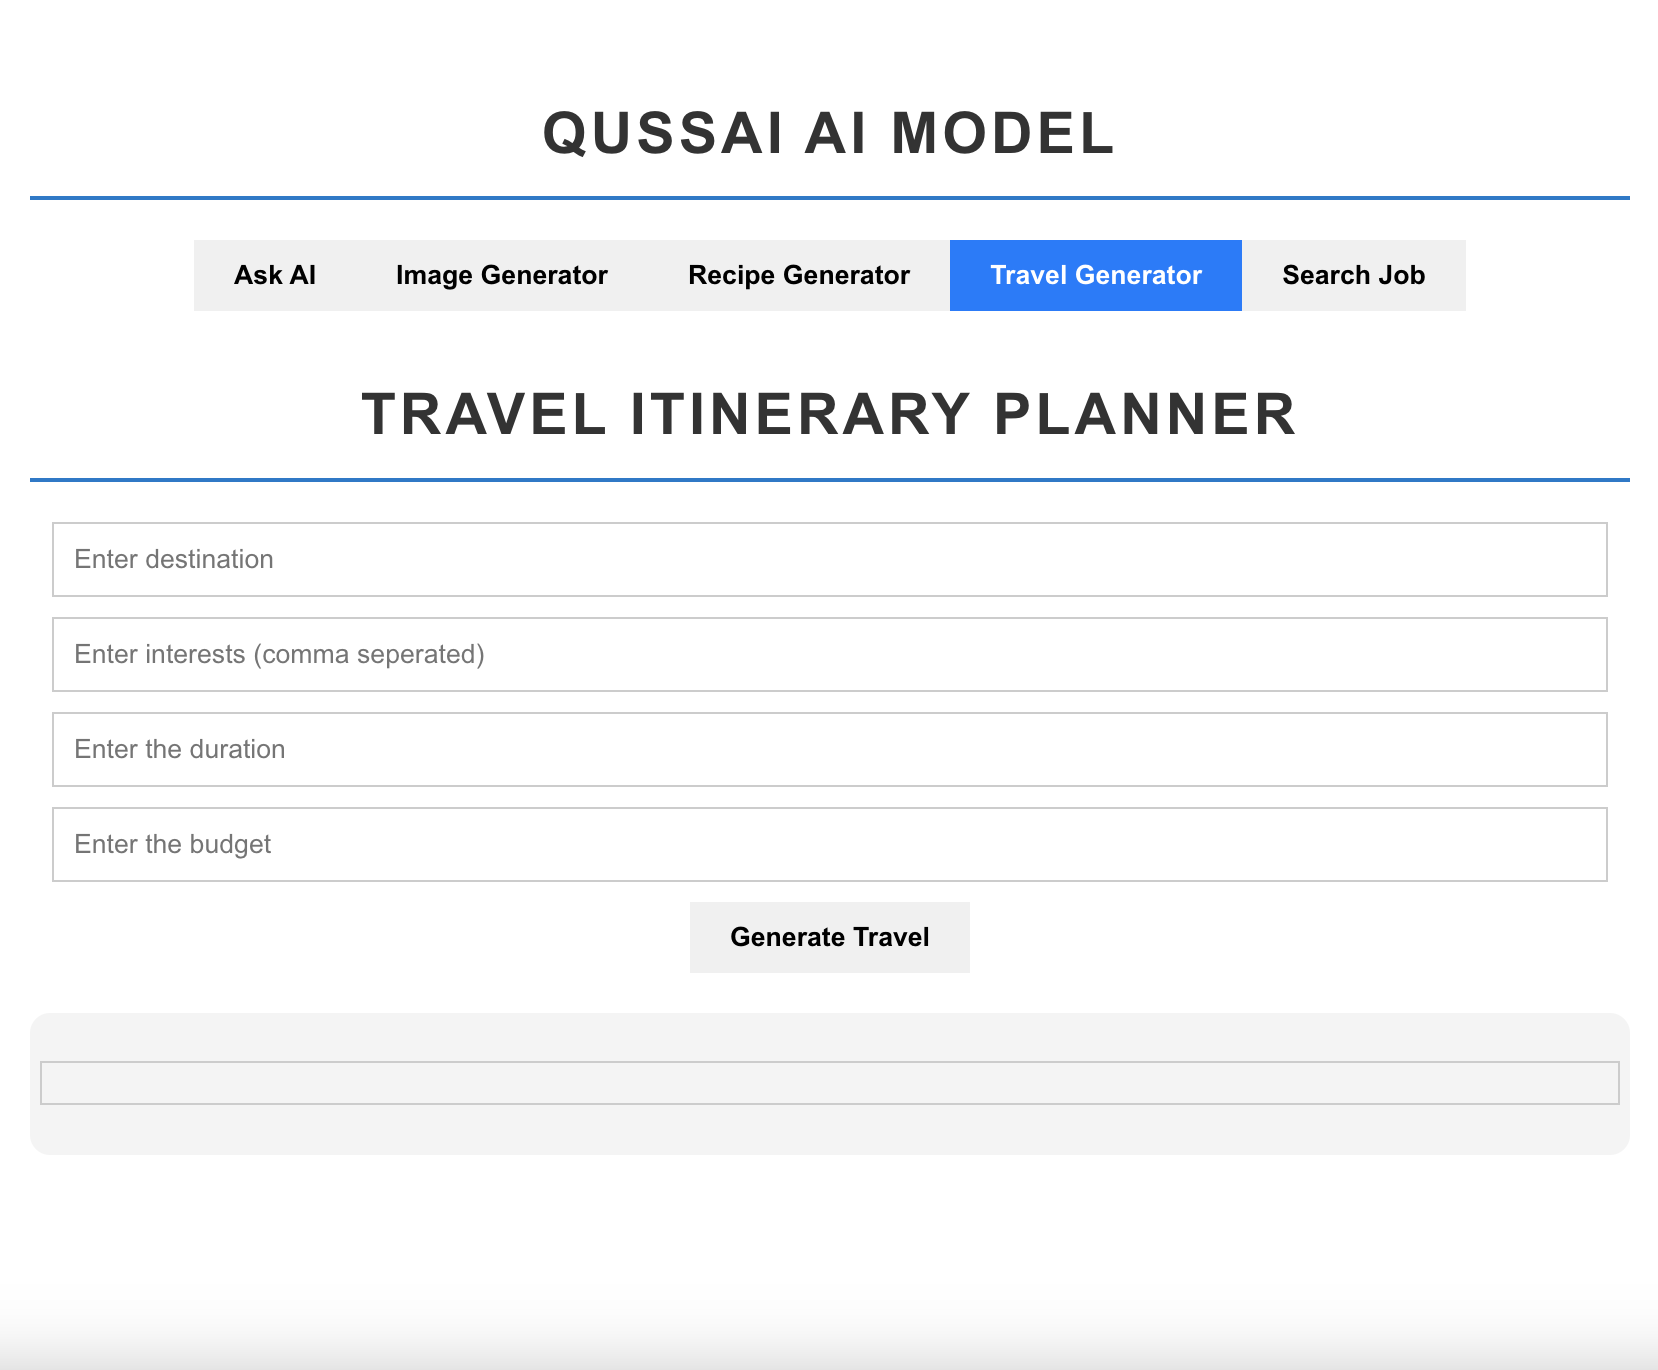 QUSSAI AI MODEL
Ask AI Image Generator Recipe Generator Travel Generator Search Job
TRAVEL ITINERARY PLANNER
Enter destination
Enter interests (comma seperated)
Enter the duration
Enter the budget
Generate Travel